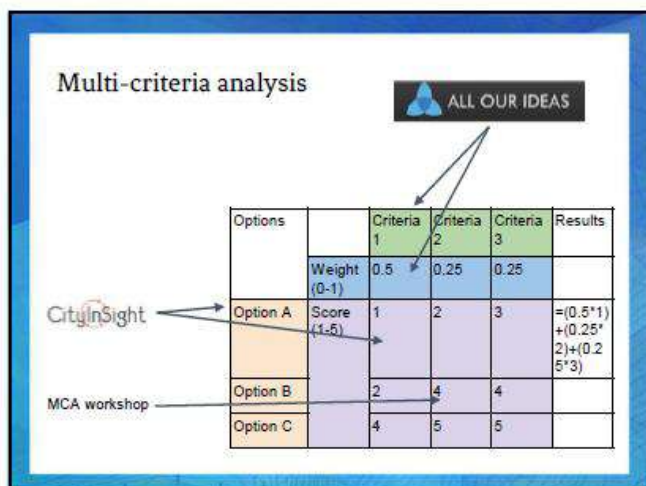 Multi-criteria analysis
ALL OUR IDEAS
Options Criteria Criteria Criteria Results
1 2 3
Weight 0.5 0.25 0.25
(0-1)
CityInSight
Option A Score 1 2 3 =(0.5*1)
(1-5) +(0.25*
2)+(0.2
5*3)
MCA workshop
Option B 2 4 4
Option C 4 5 5